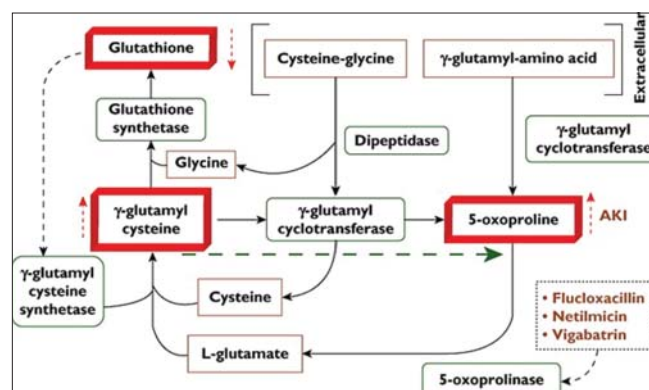 Glutathione
Cysteine-glycine
γ-glutamyl-amino acid
Extracellular
Glutathione
synthetase
Dipeptidase
γ-glutamyl
cyclotransferase
Glycine
γ-glutamyl
cysteine
γ-glutamyl
cyclotransferase
5-oxoproline
AKI
γ-glutamyl
cysteine
synthetase
Cysteine
• Flucloxacillin
• Netilmicin
• Vigabatrin
L-glutamate
5-oxoprolinase